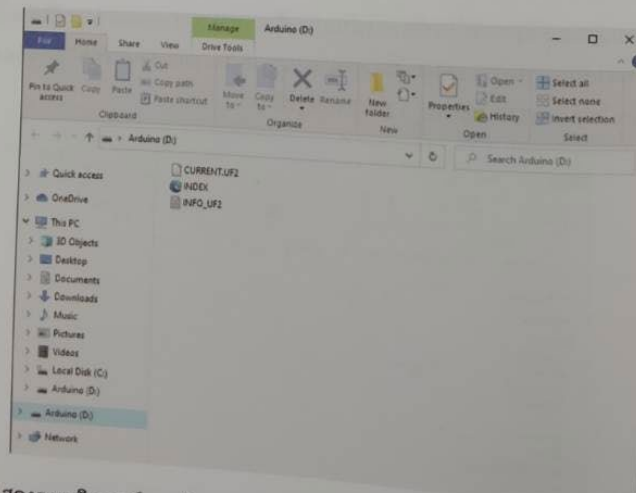 Manage
Arduino (D:)
File
Home
Share
View
Drive Tools
Pin to Quick access
Copy
Paste
Cut
Copy path
Paste shortcut
Clipboard
Move to
Copy to
Delete
Rename
Organize
New folder
New
Properties
Open
Edit
History
Open
Select all
Select none
Invert selection
Select
Arduino (D:)
Search Arduino (D:)
Quick access
OneDrive
This PC
3D Objects
Desktop
Documents
Downloads
Music
Pictures
Videos
Local Disk (C:)
Arduino (D:)
Arduino (D:)
Network
CURRENT.UF2
INDEX
INFO_UF2